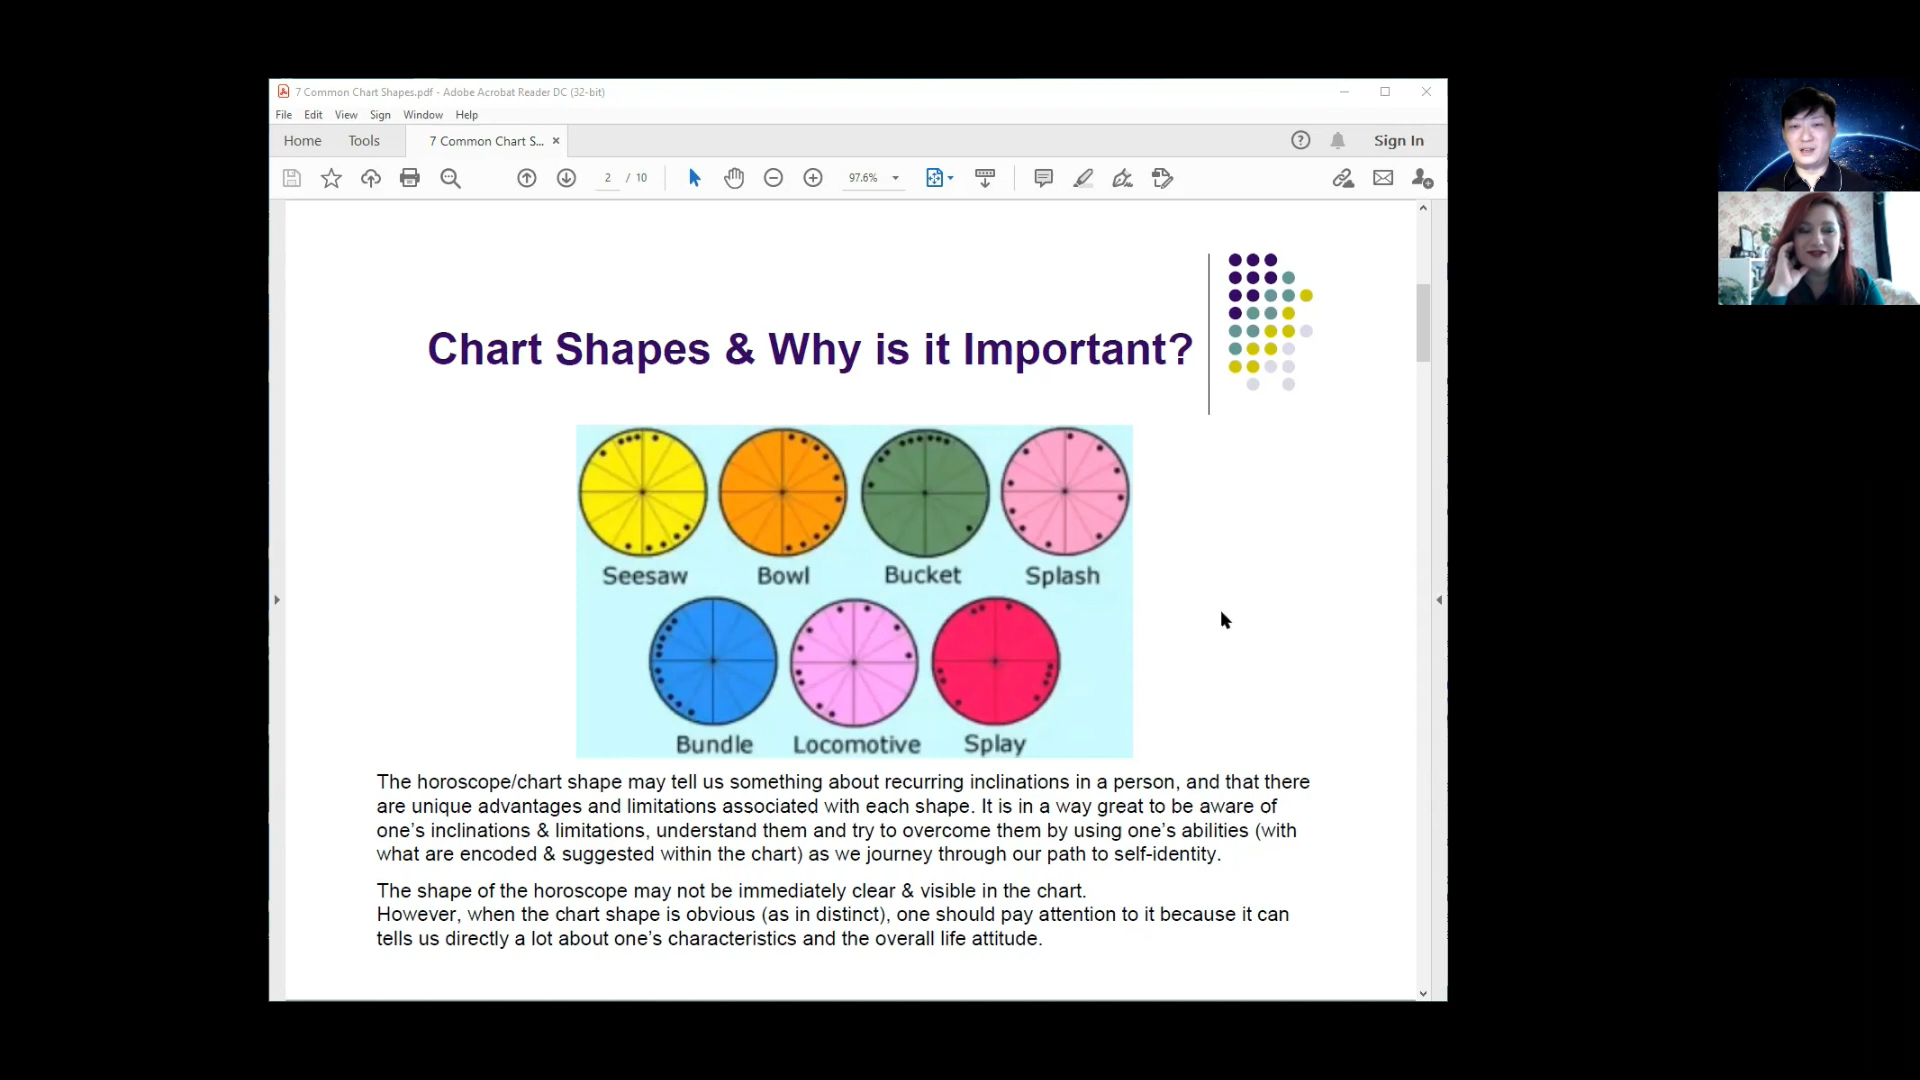 7 Common Chart Shapes.pdf - Adobe Acrobat Reader DC (32-bit)
File Edit View Sign Window Help
Home Tools 7 Common Chart S... × Sign In
2 / 10 97.6%
Chart Shapes & Why is it Important?
Seesaw Bowl Bucket Splash
Bundle Locomotive Splay
The horoscope/chart shape may tell us something about recurring inclinations in a person, and that there
are unique advantages and limitations associated with each shape. It is in a way great to be aware of
one's inclinations & limitations, understand them and try to overcome them by using one's abilities (with
what are encoded & suggested within the chart) as we journey through our path to self-identity.
The shape of the horoscope may not be immediately clear & visible in the chart.
However, when the chart shape is obvious (as in distinct), one should pay attention to it because it can
tells us directly a lot about one's characteristics and the overall life attitude.